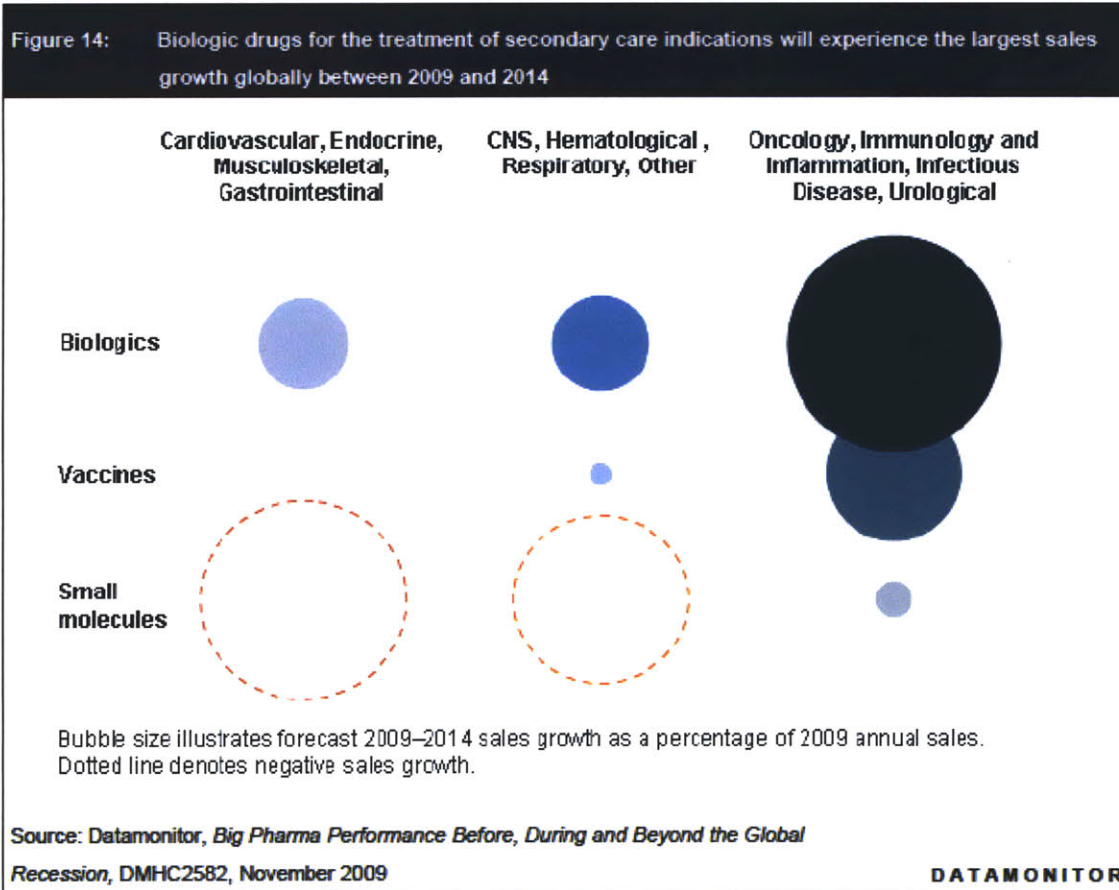 Figure 14: Biologic drugs for the treatment of secondary care indications will experience the largest sales
growth globally between 2009 and 2014
Cardiovascular, Endocrine,
Musculoskeletal,
Gastrointestinal
CNS, Hematological ,
Respiratory, Other
Oncology, Immunology and
Inflammation, Infectious
Disease, Urological
Biologics
Vaccines
Small
molecules
Bubble size illustrates forecast 2009–2014 sales growth as a percentage of 2009 annual sales.
Dotted line denotes negative sales growth.
Source: Datamonitor, Big Pharma Performance Before, During and Beyond the Global
Recession, DMHC2582, November 2009
DATAMONITOR